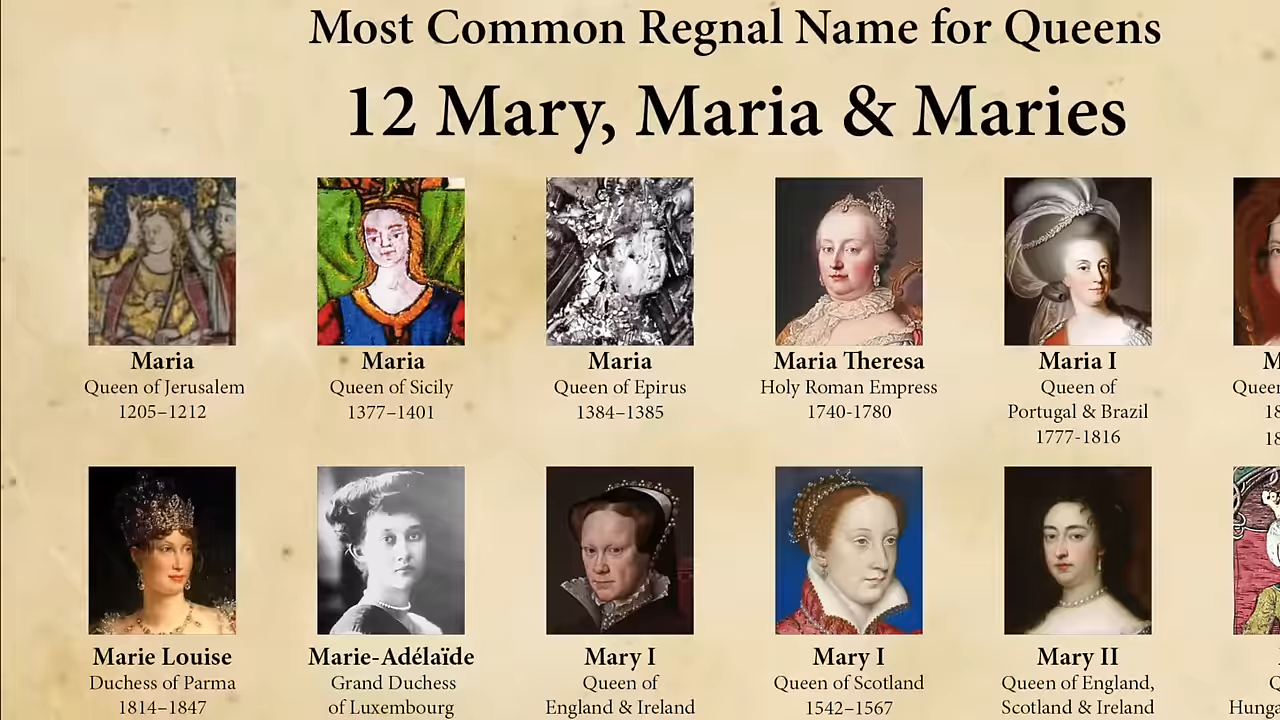 Most Common Regnal Name for Queens
12 Mary, Maria & Maries
Maria
Queen of Jerusalem
1205–1212
Maria
Queen of Sicily
1377–1401
Maria
Queen of Epirus
1384–1385
Maria Theresa
Holy Roman Empress
1740-1780
Maria I
Queen of
Portugal & Brazil
1777-1816
Marie Louise
Duchess of Parma
1814–1847
Marie-Adélaïde
Grand Duchess
of Luxembourg
Mary I
Queen of
England & Ireland
Mary I
Queen of Scotland
1542–1567
Mary II
Queen of England,
Scotland & Ireland